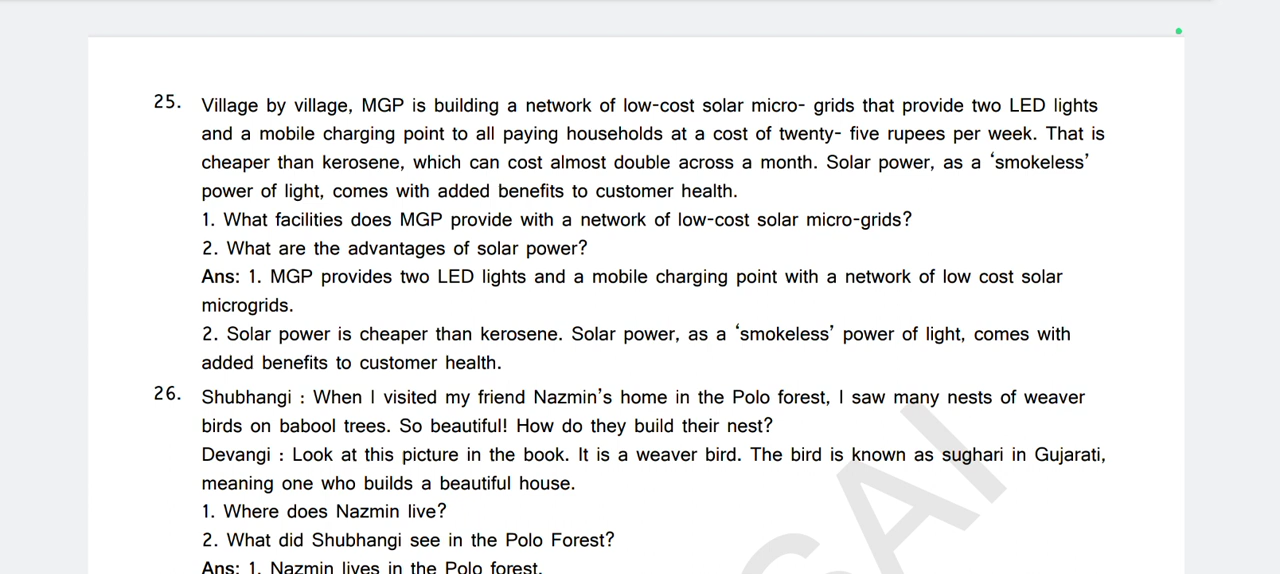 25. Village by village, MGP is building a network of low-cost solar micro- grids that provide two LED lights
and a mobile charging point to all paying households at a cost of twenty- five rupees per week. That is
cheaper than kerosene, which can cost almost double across a month. Solar power, as a ‘smokeless’
power of light, comes with added benefits to customer health.
1. What facilities does MGP provide with a network of low-cost solar micro-grids?
2. What are the advantages of solar power?
Ans: 1. MGP provides two LED lights and a mobile charging point with a network of low cost solar
microgrids.
2. Solar power is cheaper than kerosene. Solar power, as a ‘smokeless’ power of light, comes with
added benefits to customer health.
26. Shubhangi : When I visited my friend Nazmin’s home in the Polo forest, I saw many nests of weaver
birds on babool trees. So beautiful! How do they build their nest?
Devangi : Look at this picture in the book. It is a weaver bird. The bird is known as sughari in Gujarati,
meaning one who builds a beautiful house.
1. Where does Nazmin live?
2. What did Shubhangi see in the Polo Forest?
Ans: 1. Nazmin lives in the Polo forest.